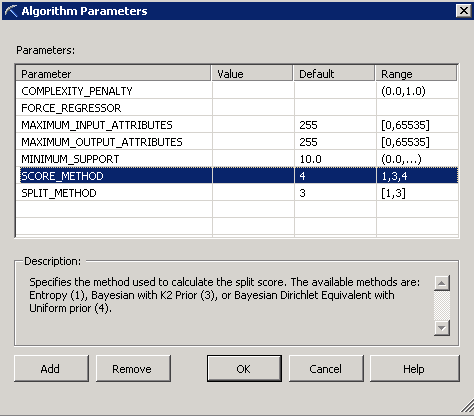 Algorithm Parameters
Parameters:
Parameter Value Default Range
COMPLEXITY_PENALTY (0.0,1.0)
FORCE_REGRESSOR
MAXIMUM_INPUT_ATTRIBUTES 255 [0,65535]
MAXIMUM_OUTPUT_ATTRIBUTES 255 [0,65535]
MINIMUM_SUPPORT 10.0 (0.0,...)
SCORE_METHOD 4 1,3,4
SPLIT_METHOD 3 [1,3]
Description:
Specifies the method used to calculate the split score. The available methods are:
Entropy (1), Bayesian with K2 Prior (3), or Bayesian Dirichlet Equivalent with
Uniform prior (4).
Add Remove OK Cancel Help